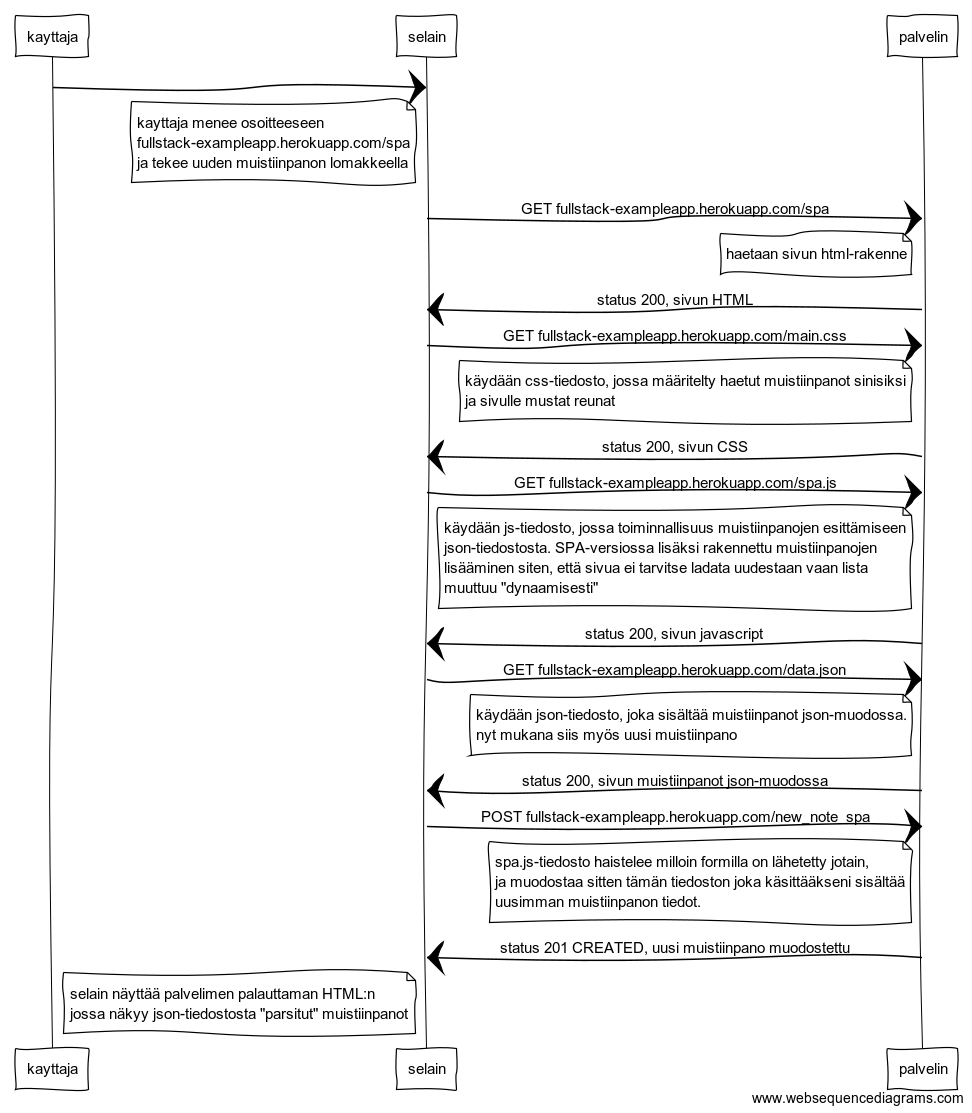 kayttaja
selain
palvelin
kayttaja menee osoitteeseen
fullstack-exampleapp.herokuapp.com/spa
ja tekee uuden muistiinpanon lomakkeella
GET fullstack-exampleapp.herokuapp.com/spa
haetaan sivun html-rakenne
status 200, sivun HTML
GET fullstack-exampleapp.herokuapp.com/main.css
käydään css-tiedosto, jossa määritelty haetut muistiinpanot sinisiksi
ja sivulle mustat reunat
status 200, sivun CSS
GET fullstack-exampleapp.herokuapp.com/spa.js
käydään js-tiedosto, jossa toiminnallisuus muistiinpanojen esittämiseen
json-tiedostosta. SPA-versiossa lisäksi rakennettu muistiinpanojen
lisääminen siten, että sivua ei tarvitse ladata uudestaan vaan lista
muuttuu "dynaamisesti"
status 200, sivun javascript
GET fullstack-exampleapp.herokuapp.com/data.json
käydään json-tiedosto, joka sisältää muistiinpanot json-muodossa.
nyt mukana siis myös uusi muistiinpano
status 200, sivun muistiinpanot json-muodossa
POST fullstack-exampleapp.herokuapp.com/new_note_spa
spa.js-tiedosto haistelee milloin formilla on lähetetty jotain,
ja muodostaa sitten tämän tiedoston joka käsittääkseni sisältää
uusimman muistiinpanon tiedot.
status 201 CREATED, uusi muistiinpano muodostettu
selain näyttää palvelimen palauttaman HTML:n
jossa näkyy json-tiedostosta "parsitut" muistiinpanot
kayttaja
selain
palvelin
www.websequencediagrams.com